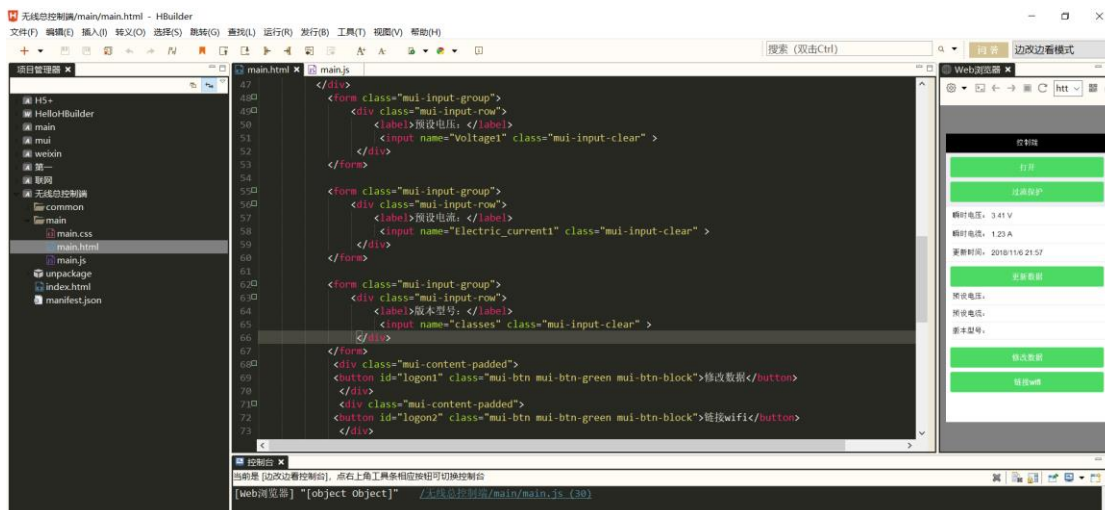 无线总控制端/main/main.html - HBuilder
文件(F) 编辑(E) 插入(I) 转义(O) 选择(S) 跳转(G) 查找(L) 运行(R) 发行(B) 工具(T) 视图(V) 帮助(H)
搜索（双击Ctrl） 问答 边改边看模式
项目管理器
H5+
W HelloHBuilder
A main
A mui
A weixin
A 第一
A 联网
A 无线总控制端
common
main
main.css
main.html
main.js
unpackage
index.html
manifest.json
main.html main.js
47 </div>
48 <form class="mui-input-group">
49 <div class="mui-input-row">
50 <label>预设电压：</label>
51 <input name="Voltage1" class="mui-input-clear" >
52 </div>
53 </form>
54
55 <form class="mui-input-group">
56 <div class="mui-input-row">
57 <label>预设电流：</label>
58 <input name="Electric_current1" class="mui-input-clear" >
59 </div>
60 </form>
61
62 <form class="mui-input-group">
63 <div class="mui-input-row">
64 <label>版本型号：</label>
65 <input name="classes" class="mui-input-clear" >
66 </div>
67 </form>
68 <div class="mui-content-padded">
69 <button id="logon1" class="mui-btn mui-btn-green mui-btn-block">修改数据</button>
70 </div>
71 <div class="mui-content-padded">
72 <button id="logon2" class="mui-btn mui-btn-green mui-btn-block">链接wifi</button>
73 </div>
Web浏览器
htt
控制端
打开
过流保护
瞬时电压：3.41 V
瞬时电流：1.23 A
更新时间：2018/11/6 21:57
更新数据
预设电压：
预设电流：
版本型号：
修改数据
链接wifi
控制台
当前是 [边改边看控制台]，点右上角工具条相应按钮可切换控制台
[Web浏览器] "[object Object]" /无线总控制端/main/main.js (30)